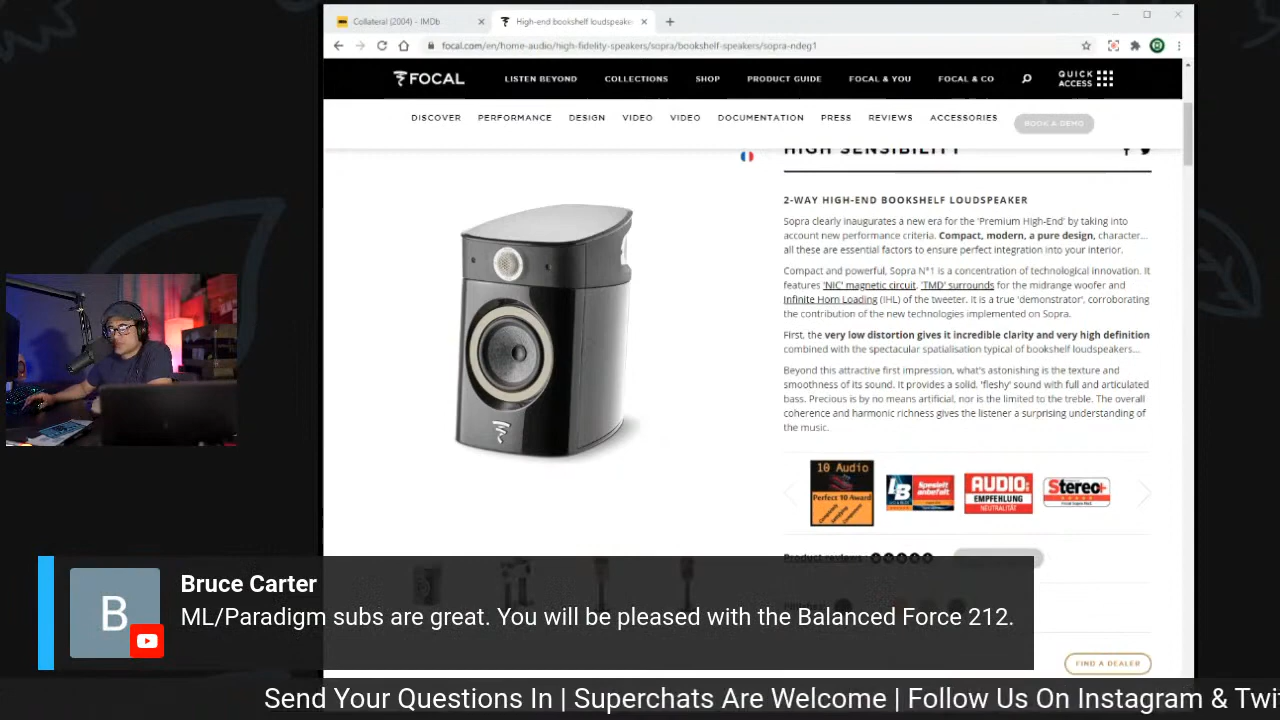 Collateral (2004) - IMDb
High-end bookshelf loudspeake
focal.com/en/home-audio/high-fidelity-speakers/sopra/bookshelf-speakers/sopra-ndeg1
FOCAL
LISTEN BEYOND COLLECTIONS SHOP PRODUCT GUIDE FOCAL & YOU FOCAL & CO
QUICK
ACCESS
DISCOVER PERFORMANCE DESIGN VIDEO VIDEO DOCUMENTATION PRESS REVIEWS ACCESSORIES
BOOK A DEMO
HIGH SENSIBILITY
2-WAY HIGH-END BOOKSHELF LOUDSPEAKER
Sopra clearly inaugurates a new era for the 'Premium High-End' by taking into
account new performance criteria. Compact, modern, a pure design, character...
all these are essential factors to ensure perfect integration into your interior.
Compact and powerful, Sopra N°1 is a concentration of technological innovation. It
features 'NIC' magnetic circuit, 'TMD' surrounds for the midrange woofer and
Infinite Horn Loading (IHL) of the tweeter. It is a true 'demonstrator', corroborating
the contribution of the new technologies implemented on Sopra.
First, the very low distortion gives it incredible clarity and very high definition
combined with the spectacular spatialisation typical of bookshelf loudspeakers...
Beyond this attractive first impression, what's astonishing is the texture and
smoothness of its sound. It provides a solid, 'fleshy' sound with full and articulated
bass. Precious is by no means artificial, nor is the limited to the treble. The overall
coherence and harmonic richness gives the listener a surprising understanding of
the music.
10 Audio
Perfect 10 Award
LB
Speziell
anbefalt
AUDIO
EMPFEHLUNG
NEUTRALITÄT
Stereo+
Product reviews :
B
Bruce Carter
ML/Paradigm subs are great. You will be pleased with the Balanced Force 212.
FIND A DEALER
Send Your Questions In | Superchats Are Welcome | Follow Us On Instagram & Twi